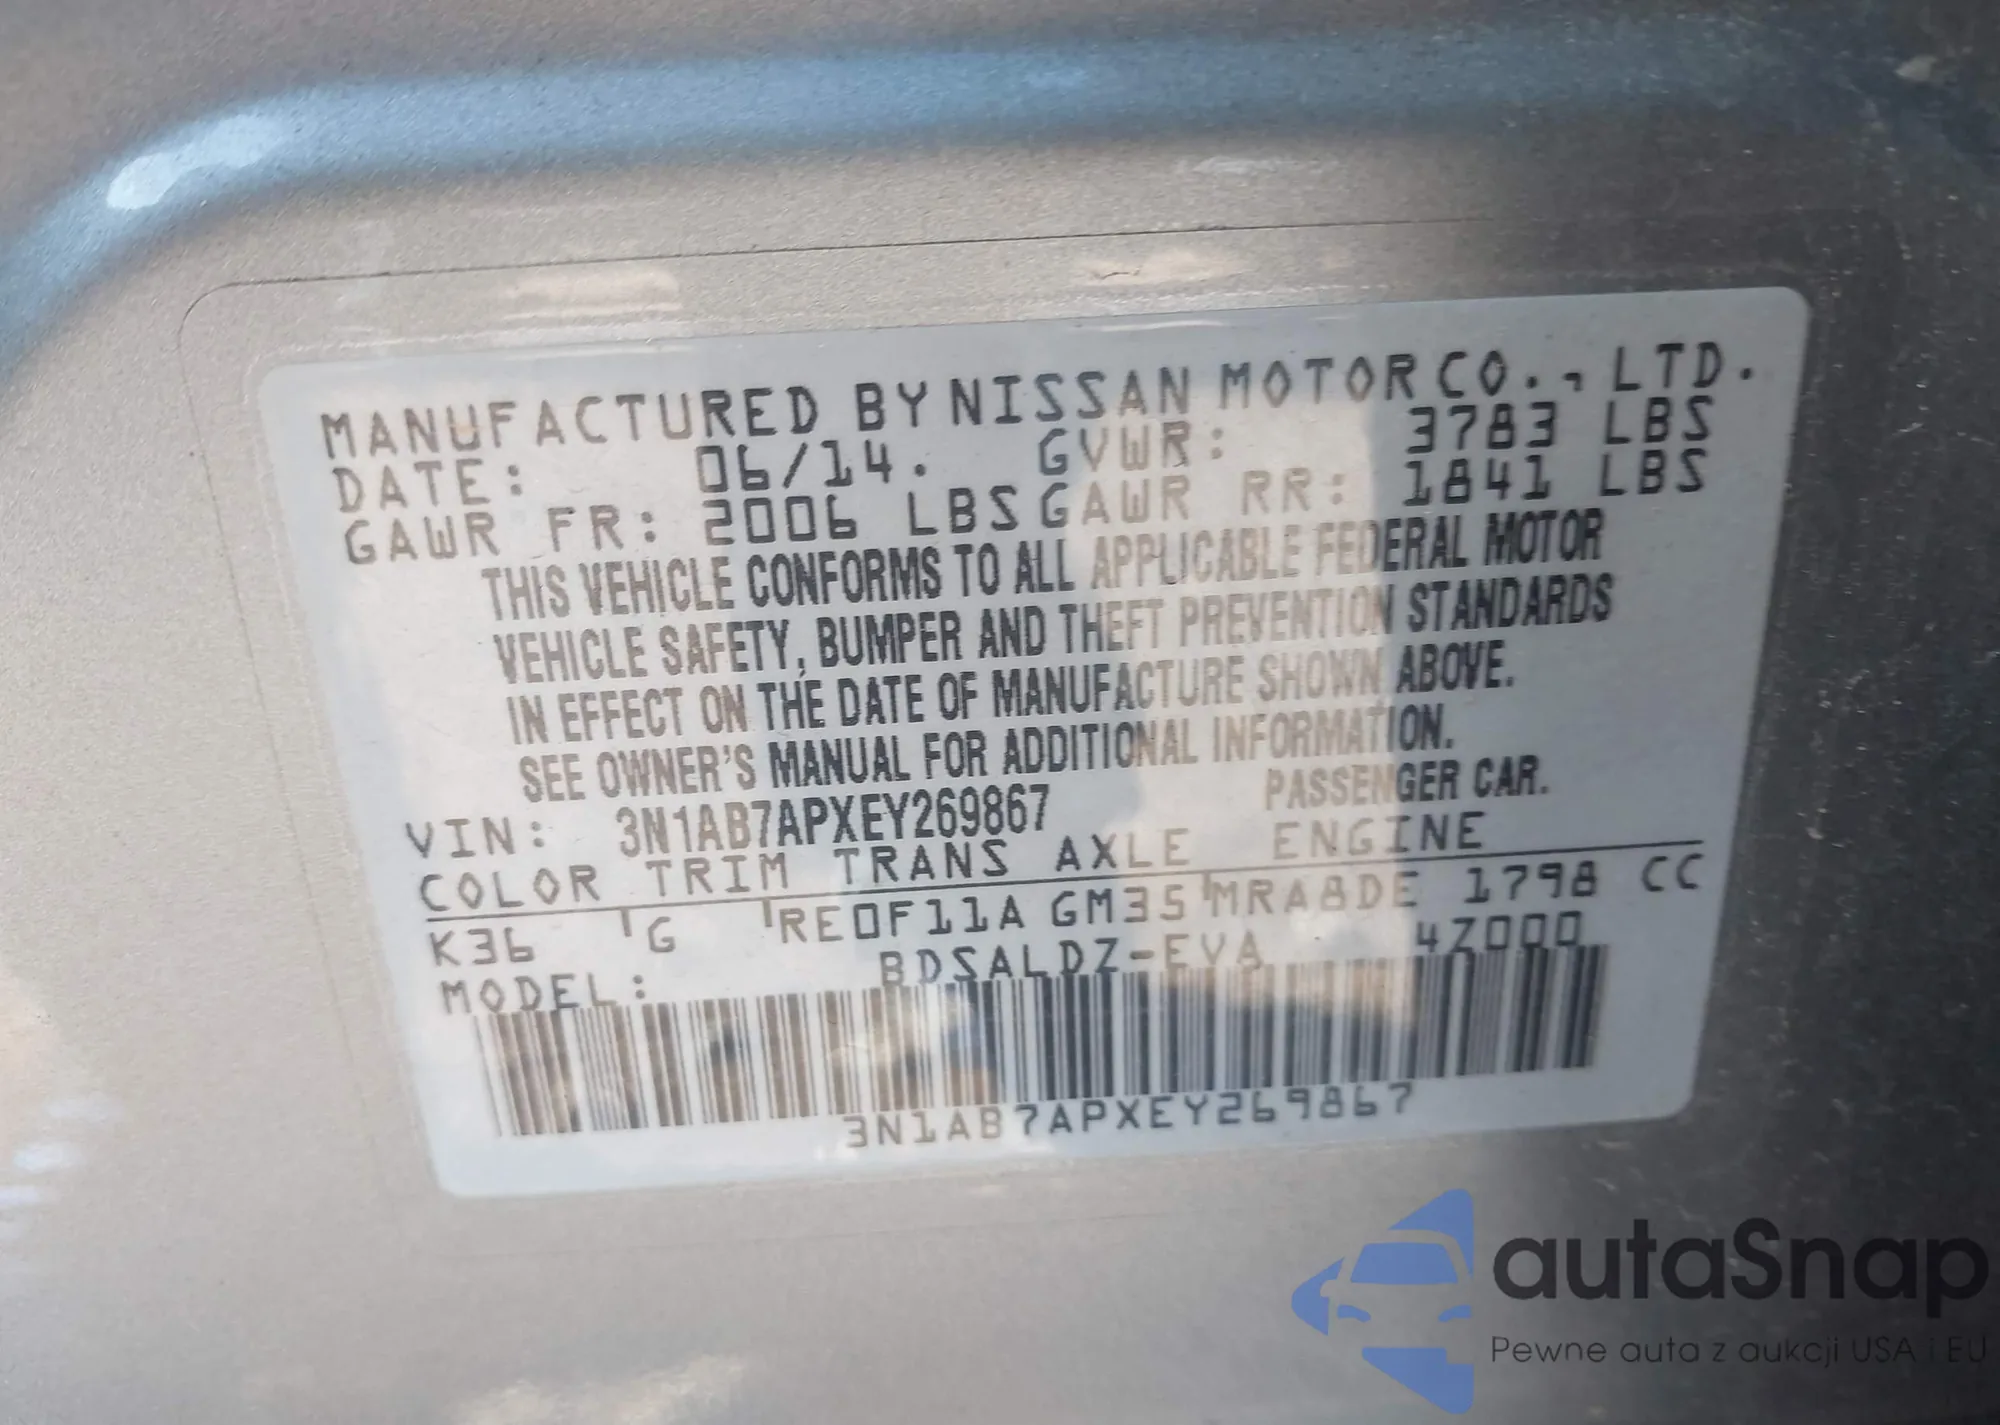 MANUFACTURED BY NISSAN MOTOR CO., LTD.
DATE: 06/14. GVWR: 3783 LBS
GAWR FR: 2006 LBS GAWR RR: 1841 LBS
THIS VEHICLE CONFORMS TO ALL APPLICABLE FEDERAL MOTOR
VEHICLE SAFETY, BUMPER AND THEFT PREVENTION STANDARDS
IN EFFECT ON THE DATE OF MANUFACTURE SHOWN ABOVE.
SEE OWNER'S MANUAL FOR ADDITIONAL INFORMATION.
VIN: 3N1AB7APXEY269867 PASSENGER CAR.
COLOR TRIM TRANS AXLE ENGINE
K36 G RE0F11A GM35 MRA8DE 1798 CC
MODEL: BDSALDZ-EVA 4Z000
3N1AB7APXEY269867
autaSnap
Pewne auta z aukcji USA i EU